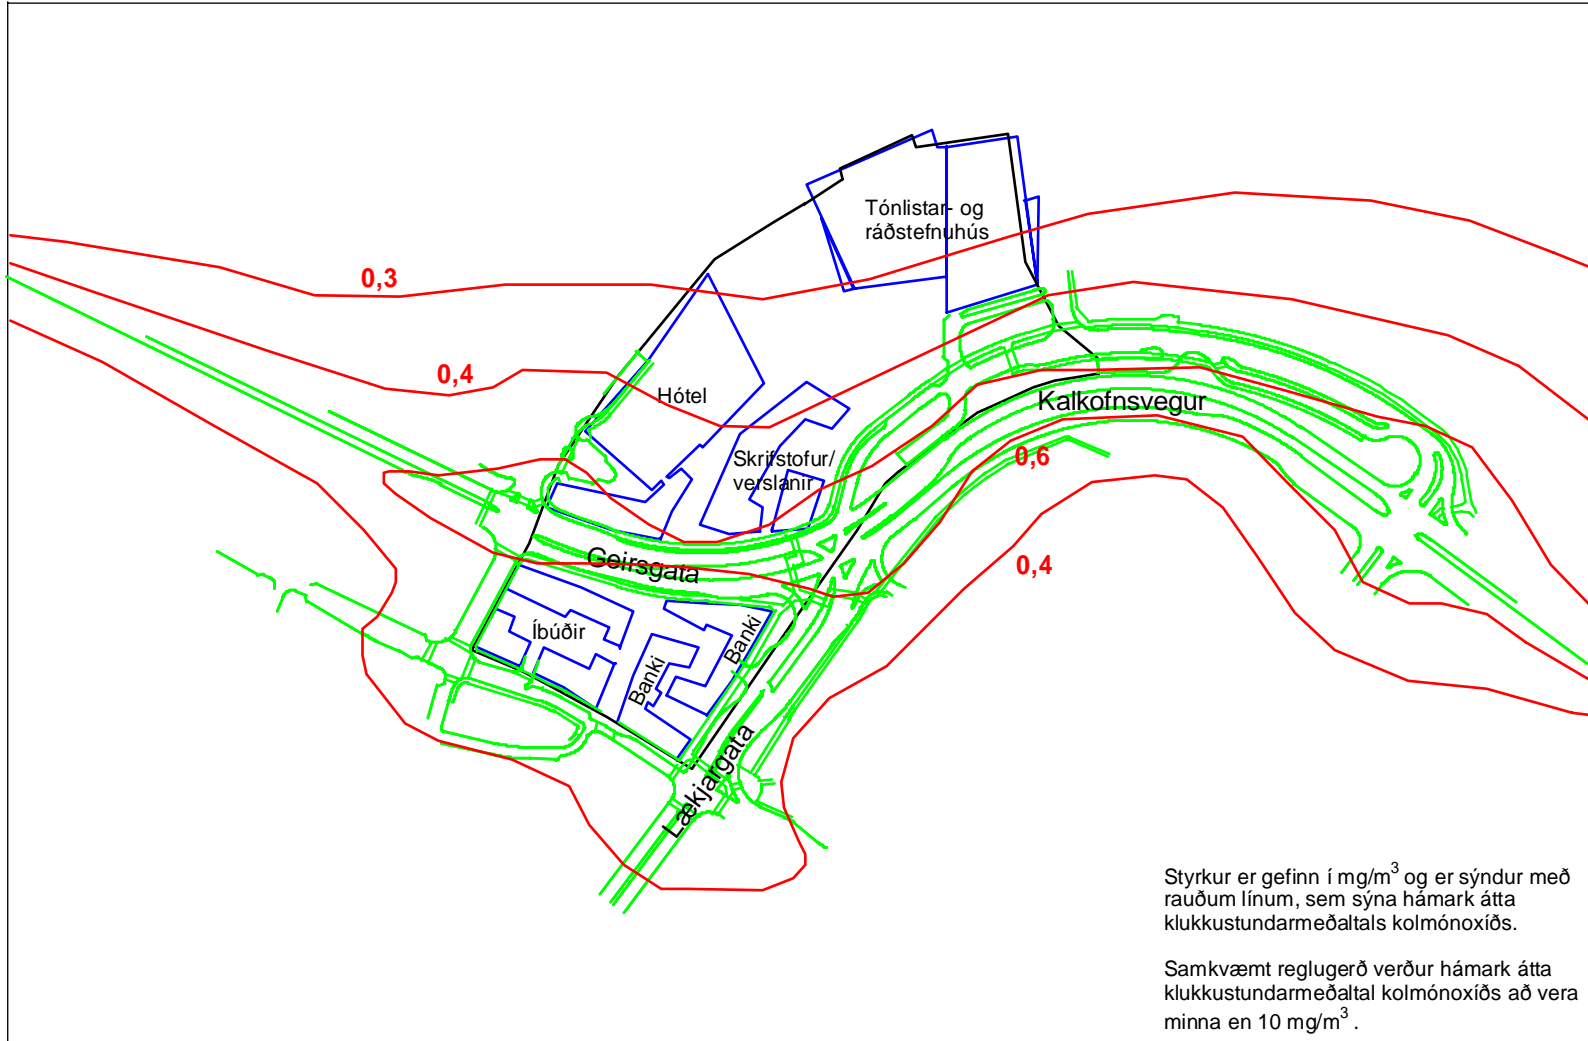 Tónlistar- og
ráðstefnuhús
0,3
0,4
Hótel
Kalkofnsvegur
Skrifstofur/
verslanir
0,6
Geirsgata
0,4
Íbúðir
Banki
Banki
Lækjargata
Styrkur er gefinn í mg/m³ og er sýndur með
rauðum línum, sem sýna hámark átta
klukkustundarmeðaltals kolmónoxíðs.
Samkvæmt reglugerð verður hámark átta
klukkustundarmeðaltal kolmónoxíðs að vera
minna en 10 mg/m³ .